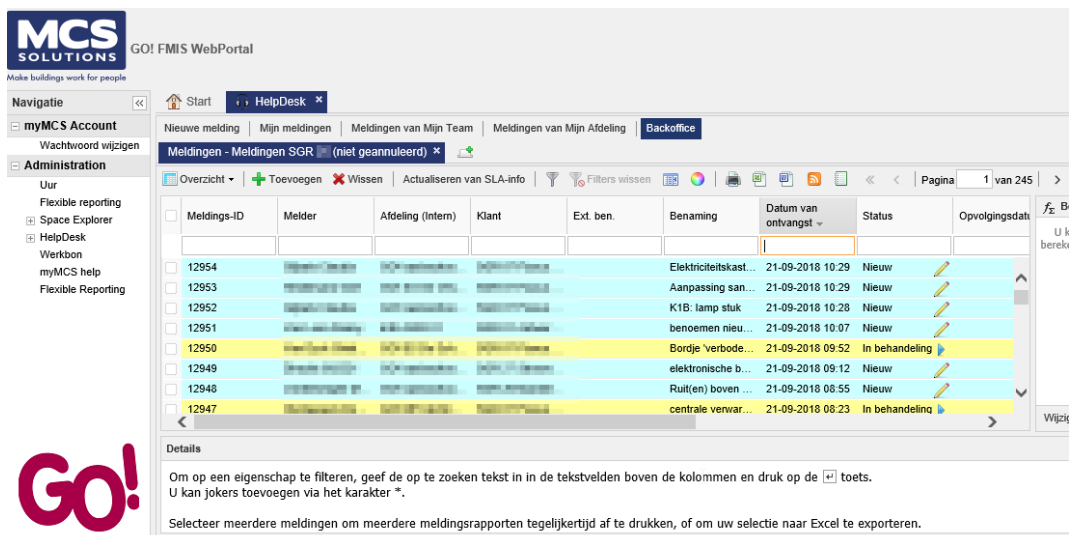 MCS
SOLUTIONS
Make buildings work for people
GO! FMIS WebPortal
Navigatie
myMCS Account
Wachtwoord wijzigen
Administration
Uur
Flexible reporting
Space Explorer
HelpDesk
Werkbon
myMCS help
Flexible Reporting
GO!
Start HelpDesk
Nieuwe melding | Mijn meldingen | Meldingen van Mijn Team | Meldingen van Mijn Afdeling | Backoffice
Meldingen - Meldingen SGR (niet geannuleerd)
Overzicht Toevoegen Wissen Actualiseren van SLA-info Filters wissen Pagina 1 van 245
Meldings-ID Melder Afdeling (Intern) Klant Ext. ben. Benaming Datum van ontvangst Status Opvolgingsdatu
12954 Elektriciteitskast... 21-09-2018 10:29 Nieuw
12953 Aanpassing san... 21-09-2018 10:29 Nieuw
12952 K1B: lamp stuk 21-09-2018 10:28 Nieuw
12951 benoemen nieu... 21-09-2018 10:07 Nieuw
12950 Bordje 'verbode... 21-09-2018 09:52 In behandeling
12949 elektronische b... 21-09-2018 09:12 Nieuw
12948 Ruit(en) boven ... 21-09-2018 08:55 Nieuw
12947 centrale verwar... 21-09-2018 08:23 In behandeling
fΣ Be
U k
bereke
Wijzig
Details
Om op een eigenschap te filteren, geef de op te zoeken tekst in in de tekstvelden boven de kolommen en druk op de ↵ toets.
U kan jokers toevoegen via het karakter *.
Selecteer meerdere meldingen om meerdere meldingsrapporten tegelijkertijd af te drukken, of om uw selectie naar Excel te exporteren.